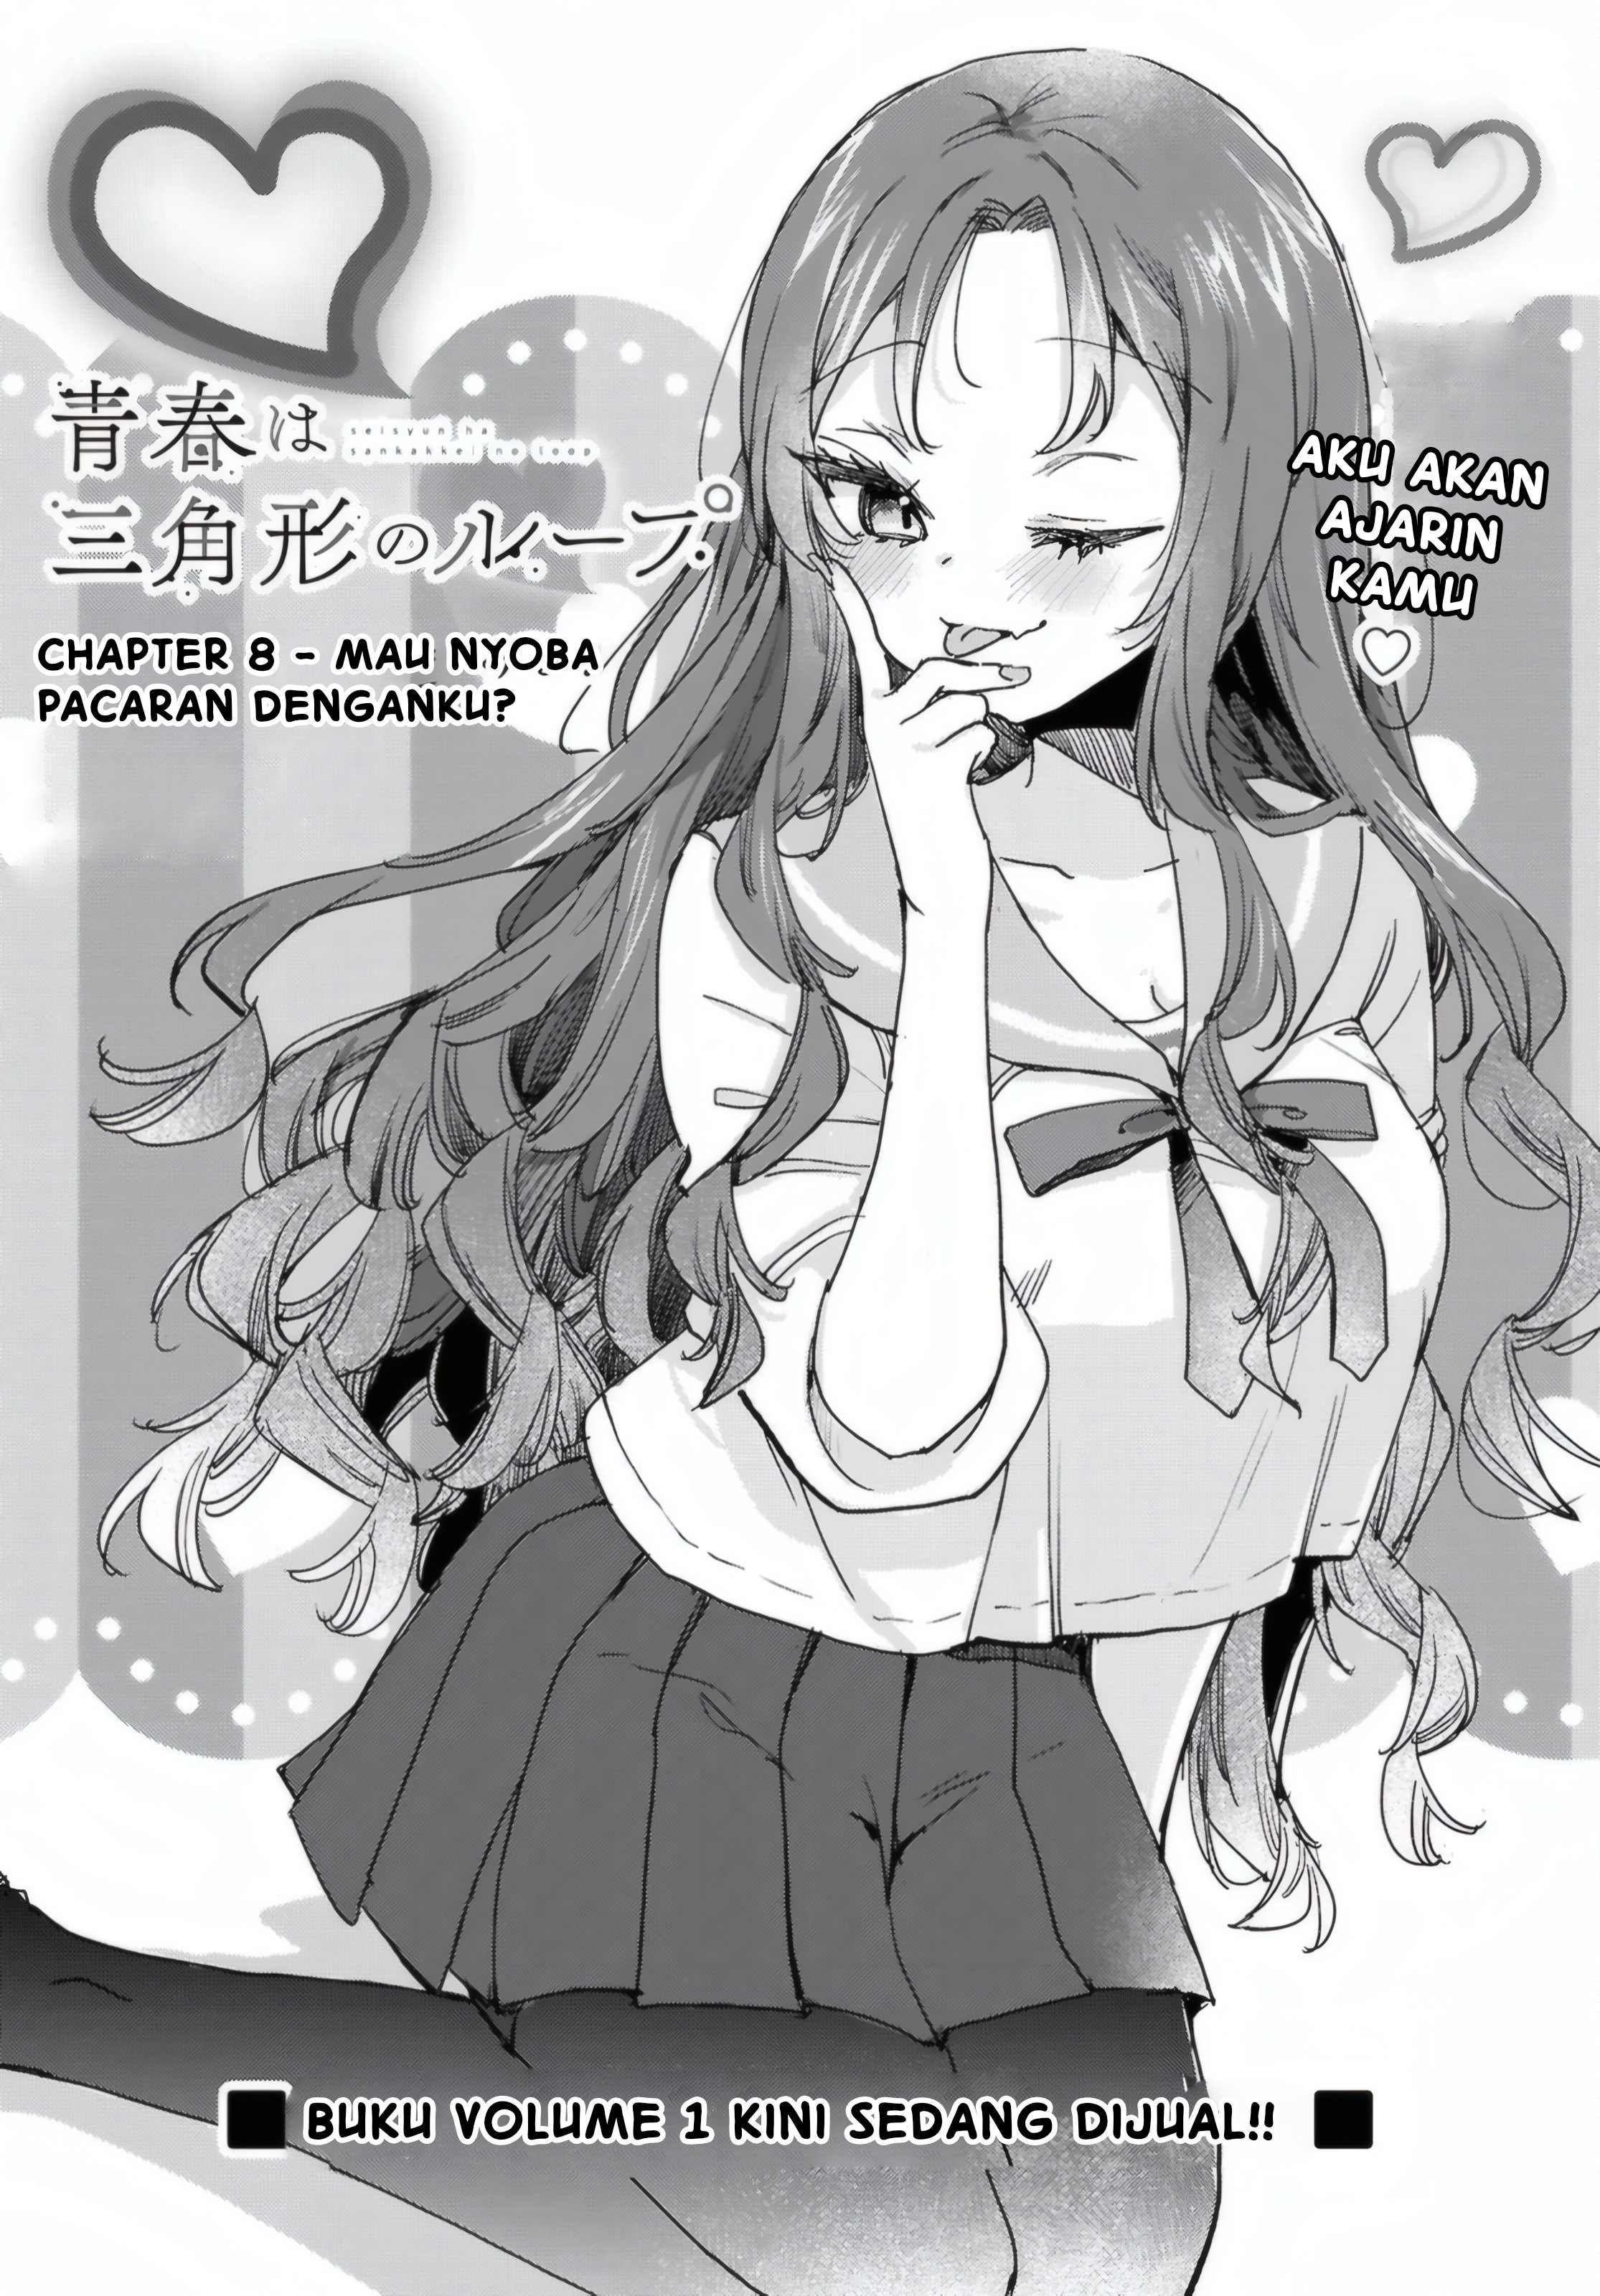 青春は
seisyun ha
sankakkei no loop
三角形のループ
CHAPTER 8 - MAU NYOBA
PACARAN DENGANKU?
AKU AKAN
AJARIN
KAMU
♡
■ BUKU VOLUME 1 KINI SEDANG DIJUAL!! ■